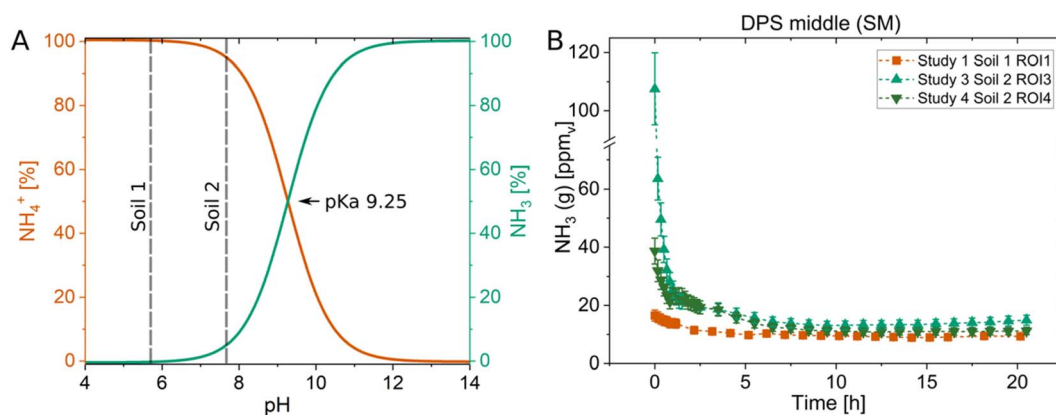 A
100
80
60
40
20
0
NH₄⁺ [%]
Soil 1
Soil 2
pKa 9.25
100
80
60
40
20
0
NH₃ [%]
4
6
8
10
12
14
pH
B
DPS middle (SM)
Study 1 Soil 1 ROI1
Study 3 Soil 2 ROI3
Study 4 Soil 2 ROI4
120
100
40
20
0
NH₃ (g) [ppmᵥ]
0
5
10
15
20
Time [h]